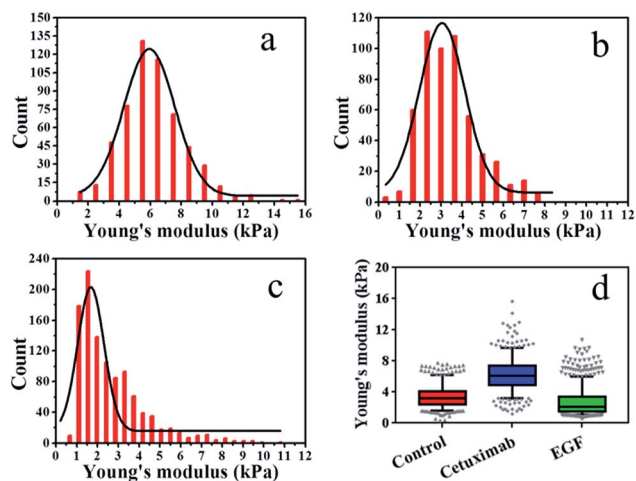 a
150
135
120
105
90
75
60
45
30
15
0
Count
0 2 4 6 8 10 12 14 16
Young's modulus (kPa)
b
120
100
80
60
40
20
0
Count
0 1 2 3 4 5 6 7 8 9 10 11 12
Young's modulus (kPa)
c
240
200
160
120
80
40
0
Count
0 1 2 3 4 5 6 7 8 9 10 11 12
Young's modulus (kPa)
d
20
16
12
8
4
0
Young's modulus (kPa)
Control
Cetuximab
EGF